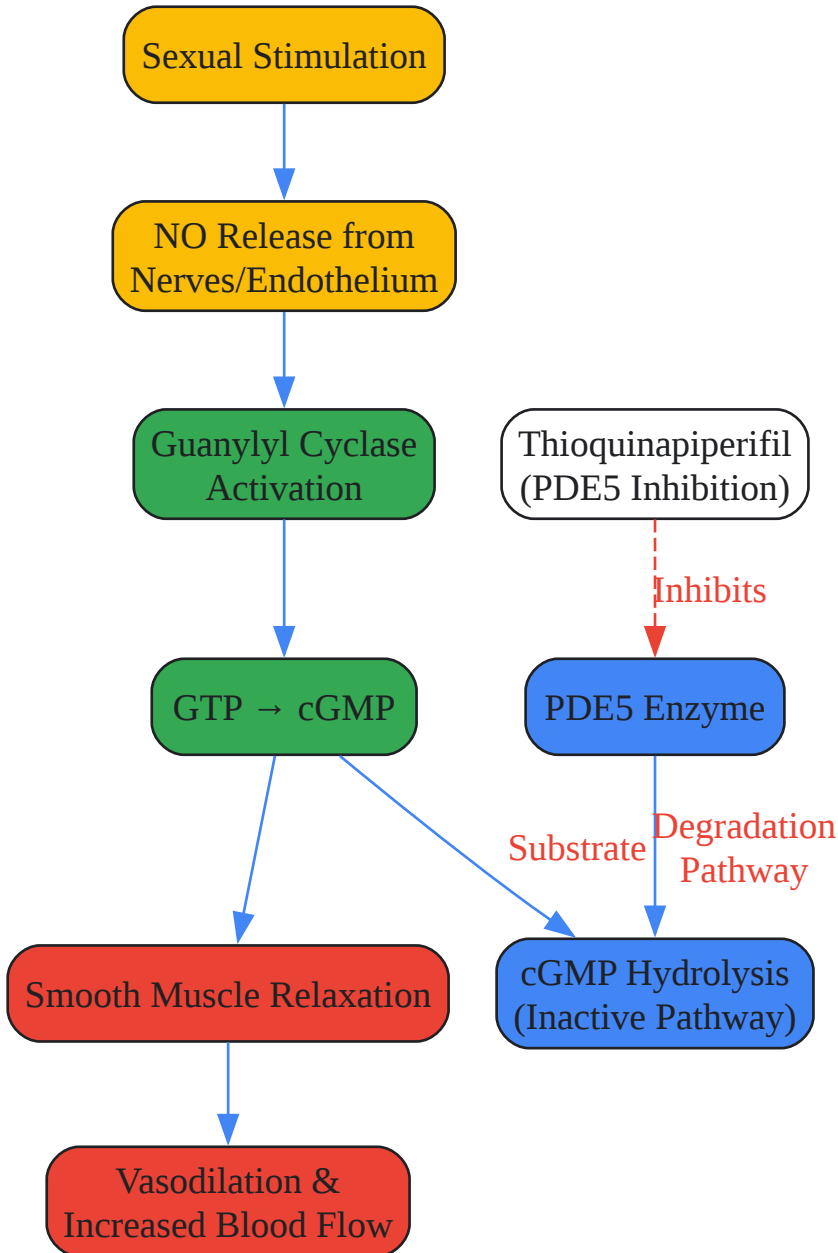 Sexual Stimulation
NO Release from
Nerves/Endothelium
Guanylyl Cyclase
Activation
Thioquinapiperifil
(PDE5 Inhibition)
Inhibits
GTP → cGMP
PDE5 Enzyme
Substrate
Degradation
Pathway
Smooth Muscle Relaxation
cGMP Hydrolysis
(Inactive Pathway)
Vasodilation &
Increased Blood Flow